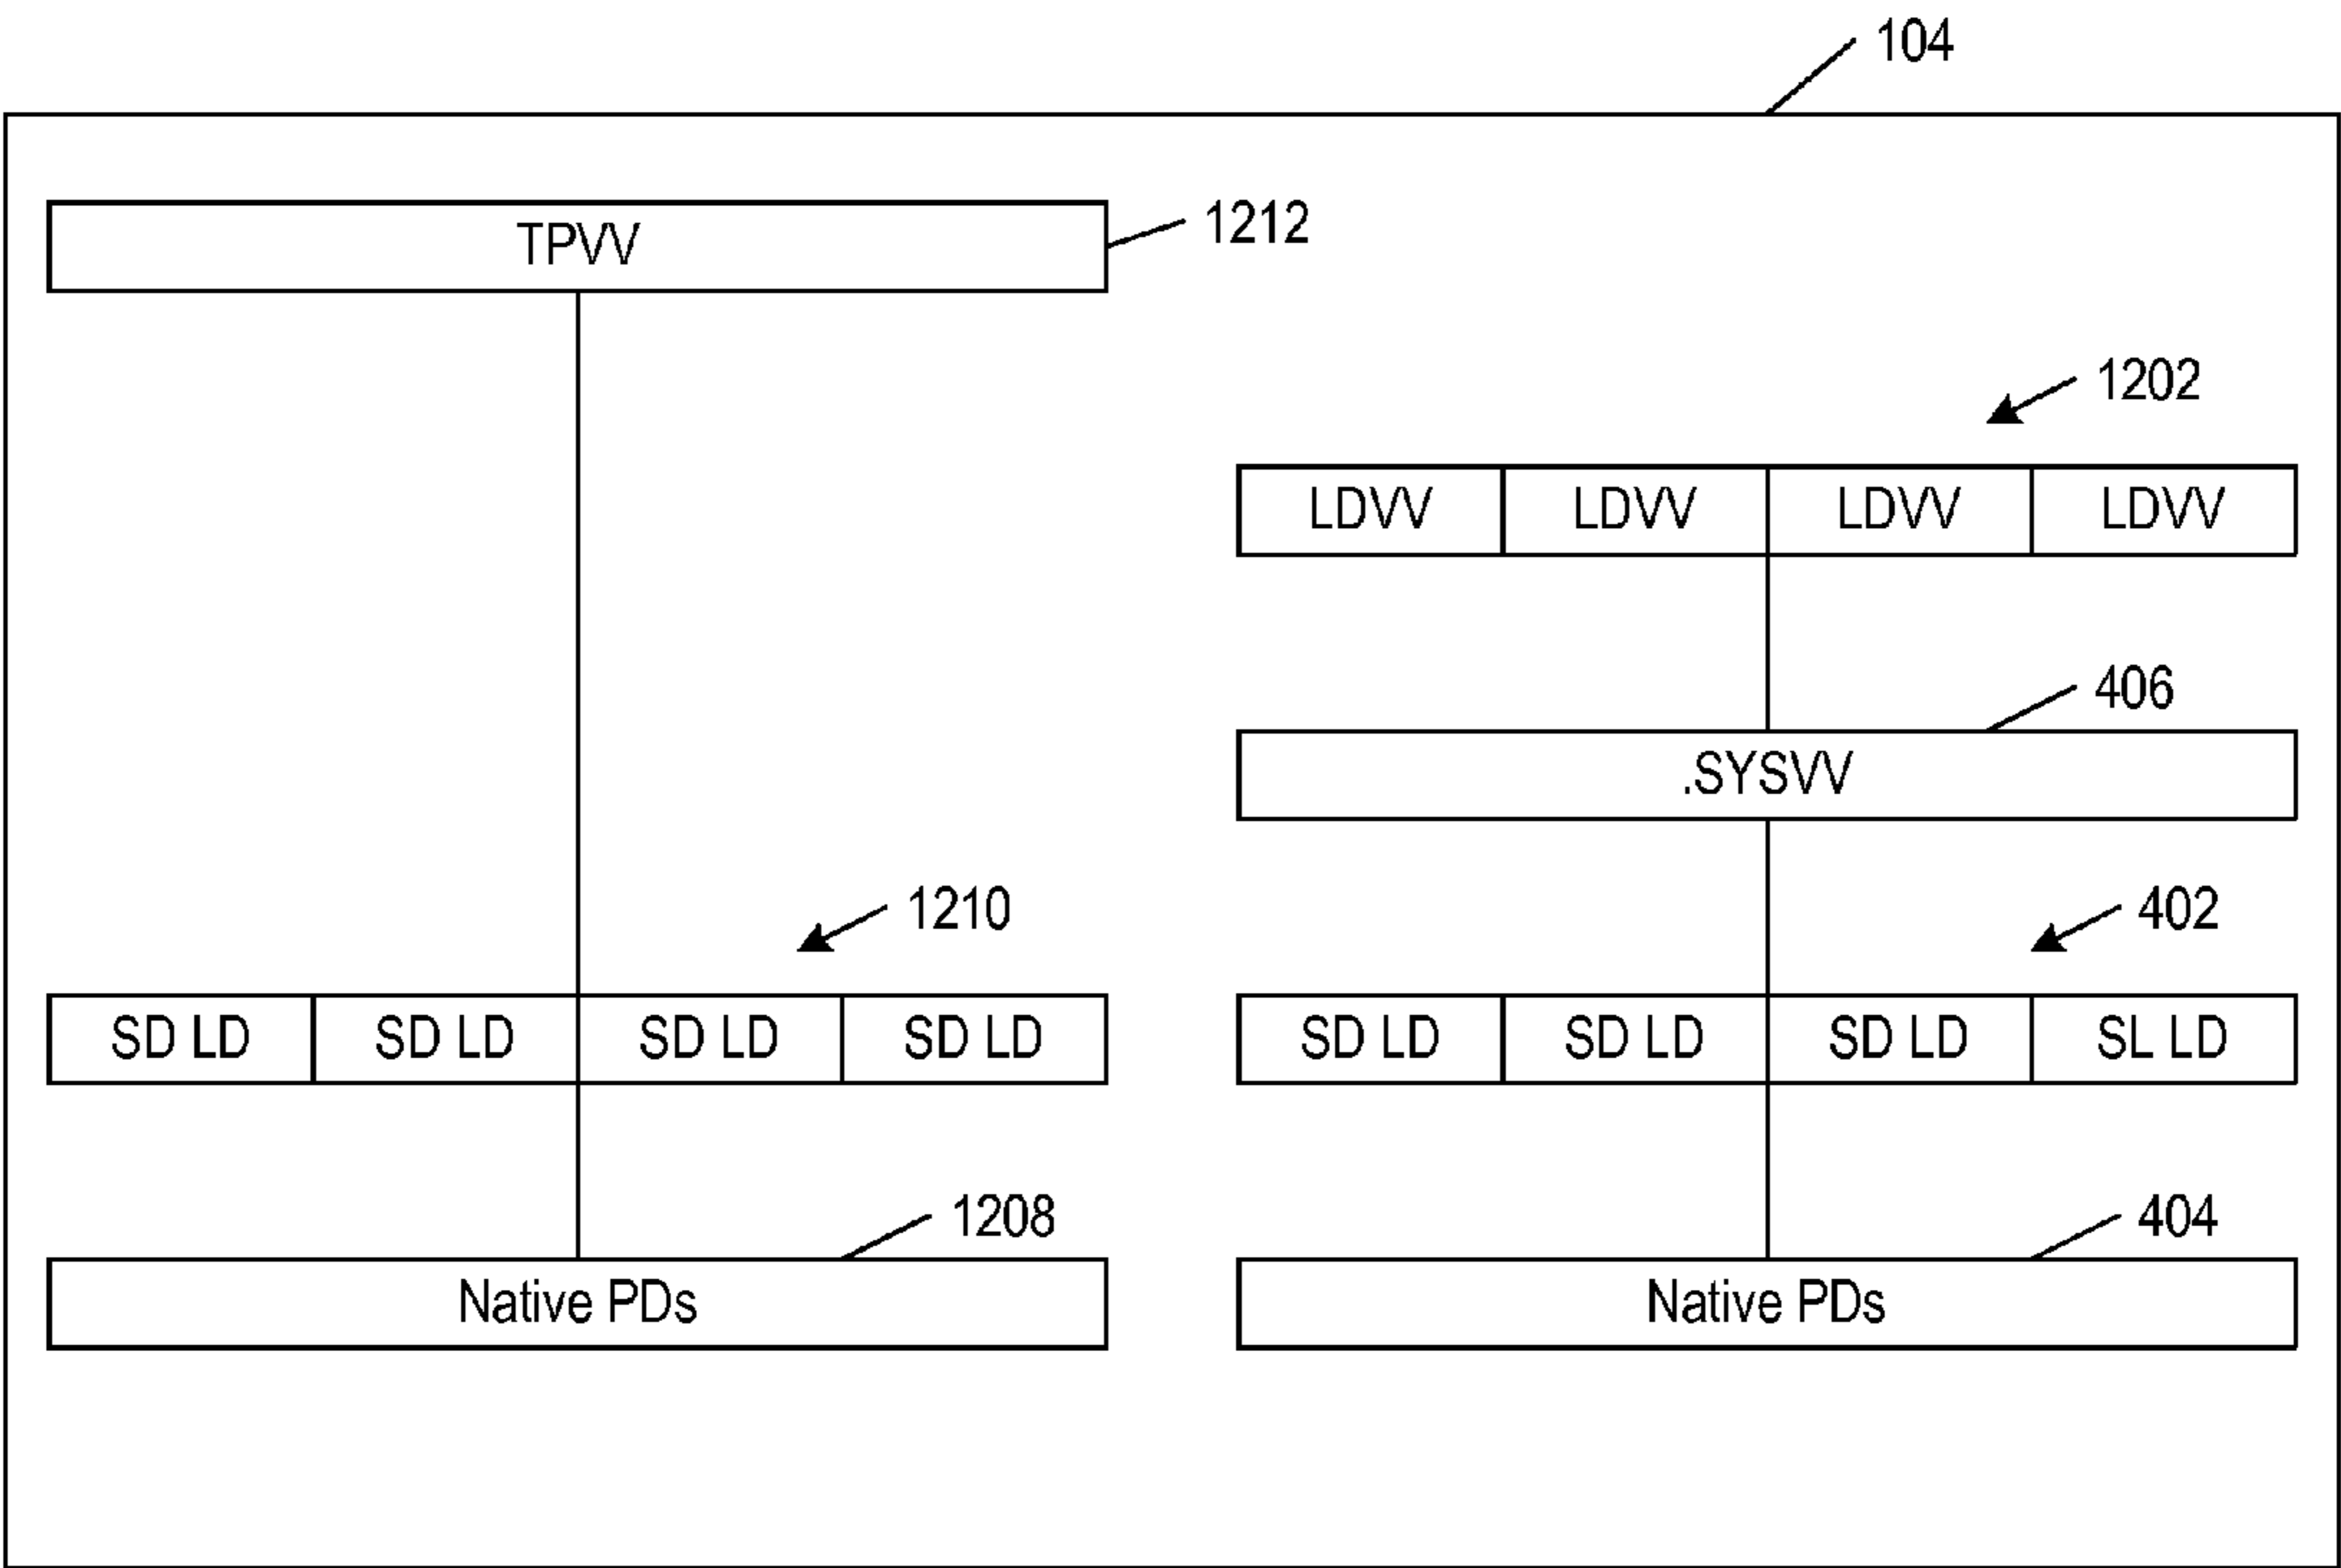 104
TPVV
1212
1202
LDVV LDVV LDVV LDVV
406
.SYSVV
1210
402
SD LD SD LD SD LD SD LD
SD LD SD LD SD LD SL LD
1208
404
Native PDs
Native PDs